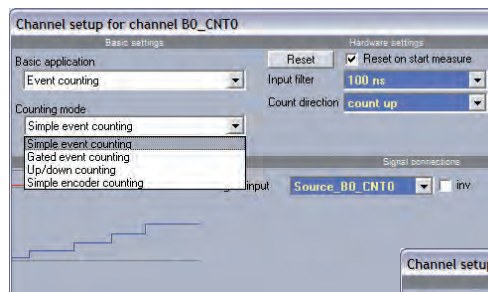 Channel setup for channel B0_CNT0
Basic settings
Hardware settings
Basic application
Event counting
Reset
Reset on start measure
Input filter
100 ns
Count direction
count up
Counting mode
Simple event counting
Simple event counting
Gated event counting
Up/down counting
Simple encoder counting
Signal connections
input
Source_B0_CNT0
inv
Channel setu